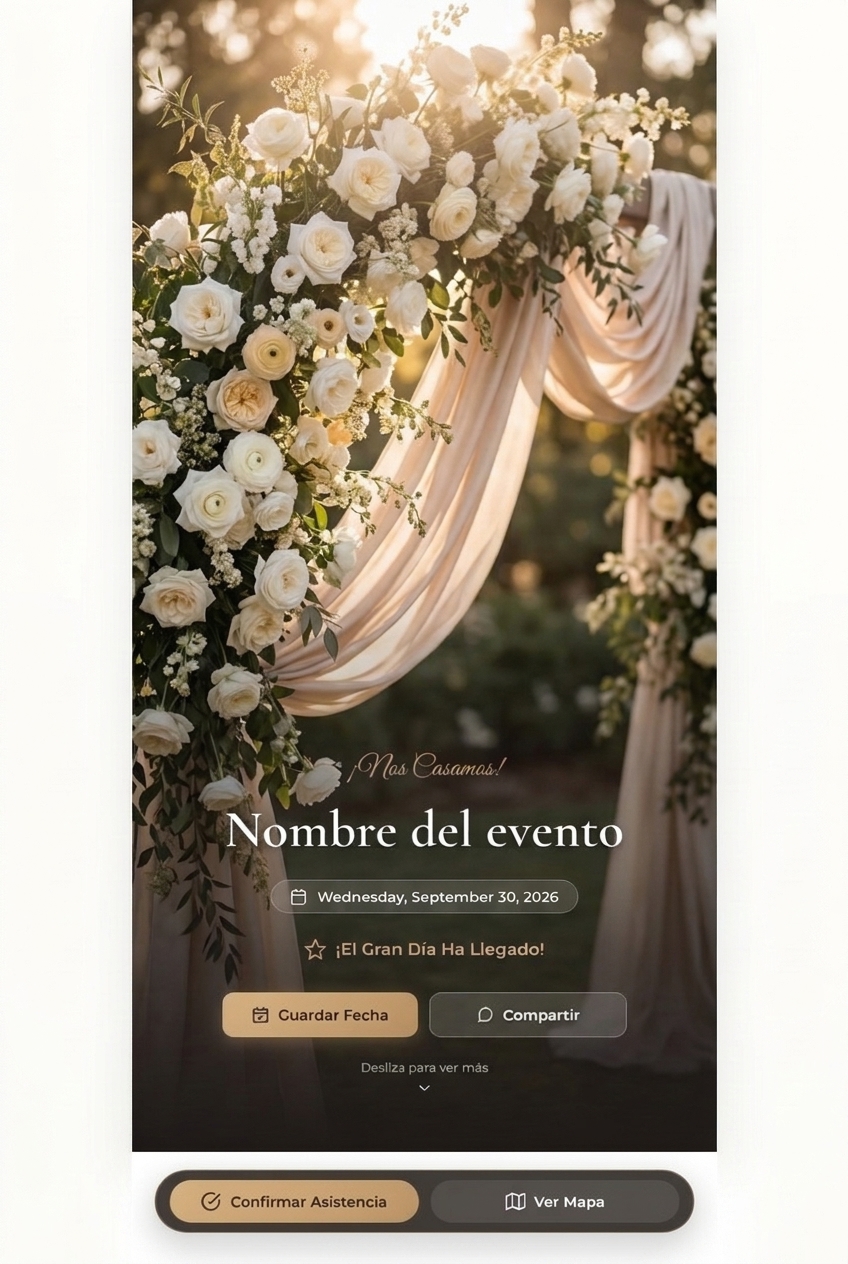 ¡Nos Casamos!
Nombre del evento
Wednesday, September 30, 2026
¡El Gran Día Ha Llegado!
Guardar Fecha
Compartir
Desliza para ver más
Confirmar Asistencia
Ver Mapa